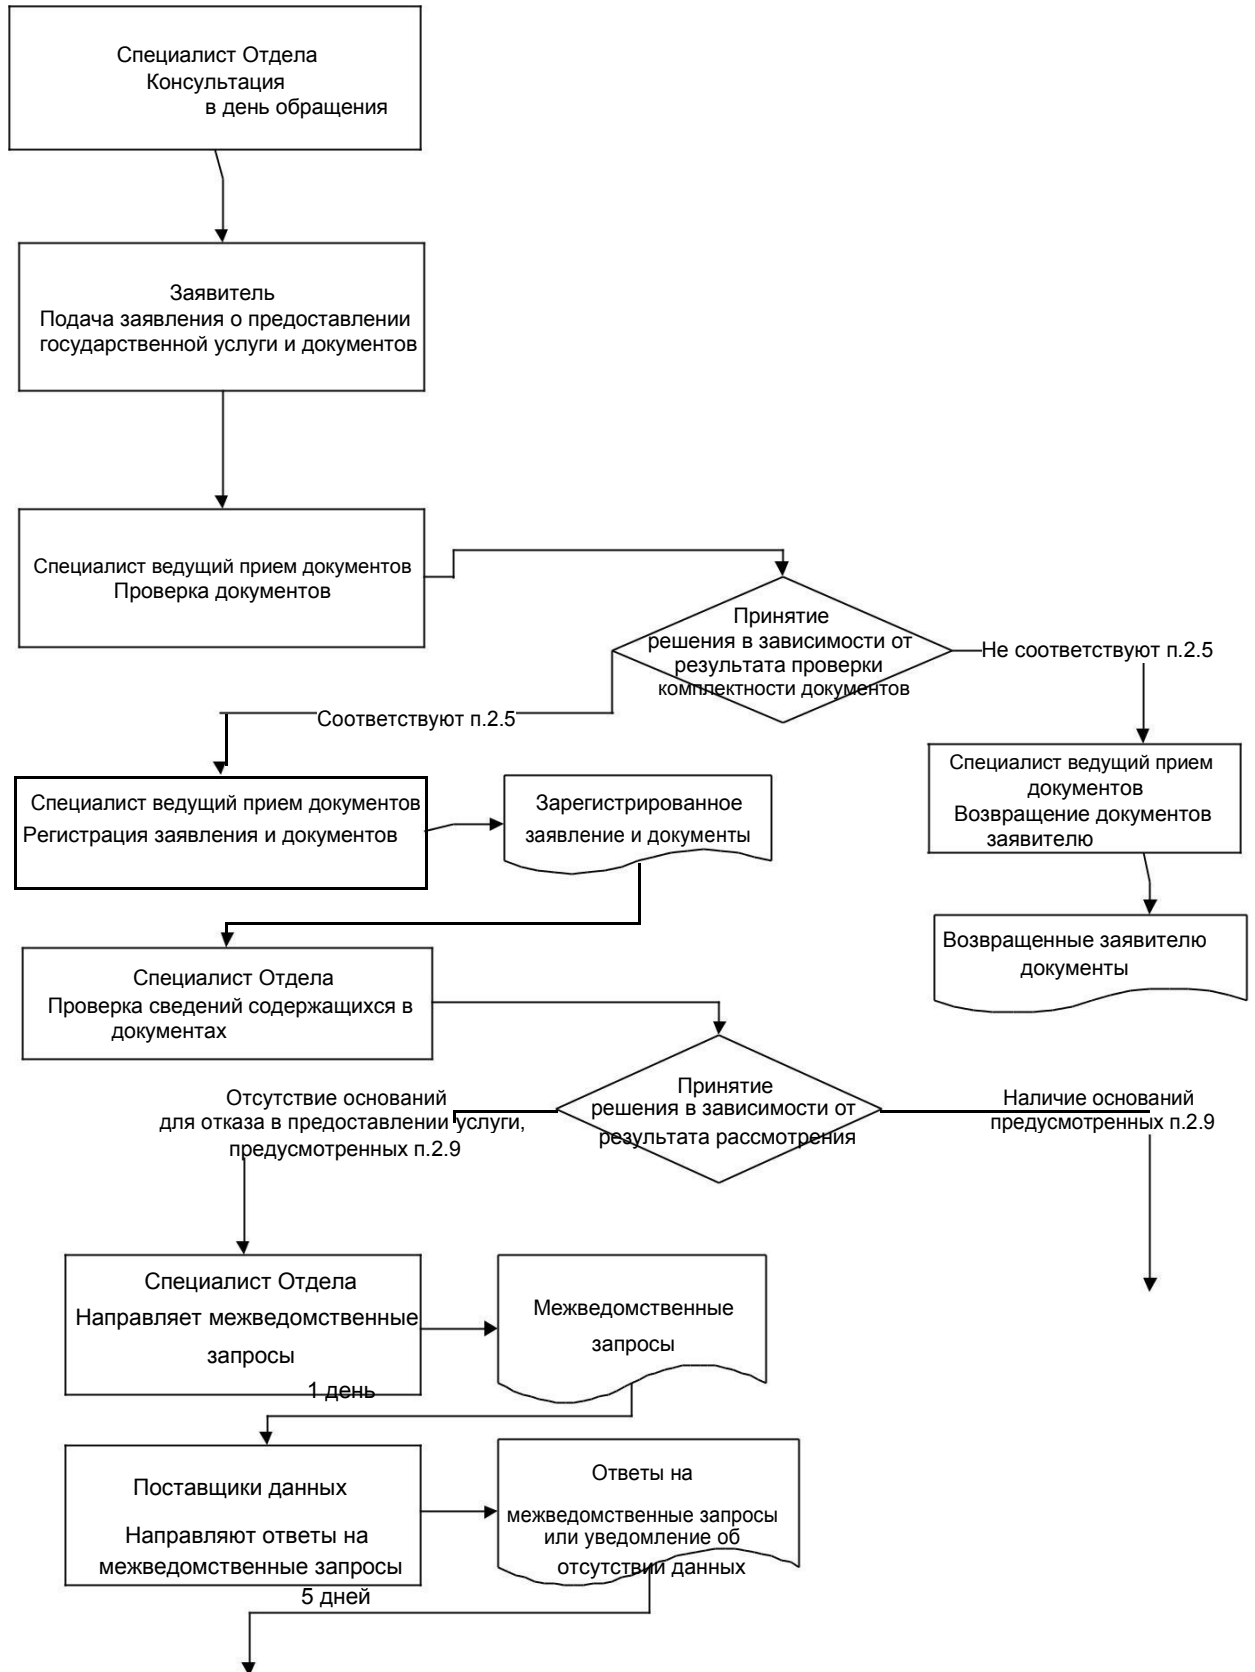 Специалист Отдела
Консультация
в день обращения
Заявитель
Подача заявления о предоставлении
государственной услуги и документов
Специалист ведущий прием документов
Проверка документов
Принятие
решения в зависимости от
результата проверки
комплектности документов
Не соответствуют п.2.5
Соответствуют п.2.5
Специалист ведущий прием документов
Регистрация заявления и документов
Зарегистрированное
заявление и документы
Специалист ведущий прием
документов
Возвращение документов
заявителю
Возвращенные заявителю
документы
Специалист Отдела
Проверка сведений содержащихся в
документах
Принятие
решения в зависимости от
результата рассмотрения
Отсутствие оснований
для отказа в предоставлении услуги,
предусмотренных п.2.9
Наличие оснований
предусмотренных п.2.9
Специалист Отдела
Направляет межведомственные
запросы
1 день
Межведомственные
запросы
Поставщики данных
Направляют ответы на
межведомственные запросы
5 дней
Ответы на
межведомственные запросы
или уведомление об
отсутствии данных